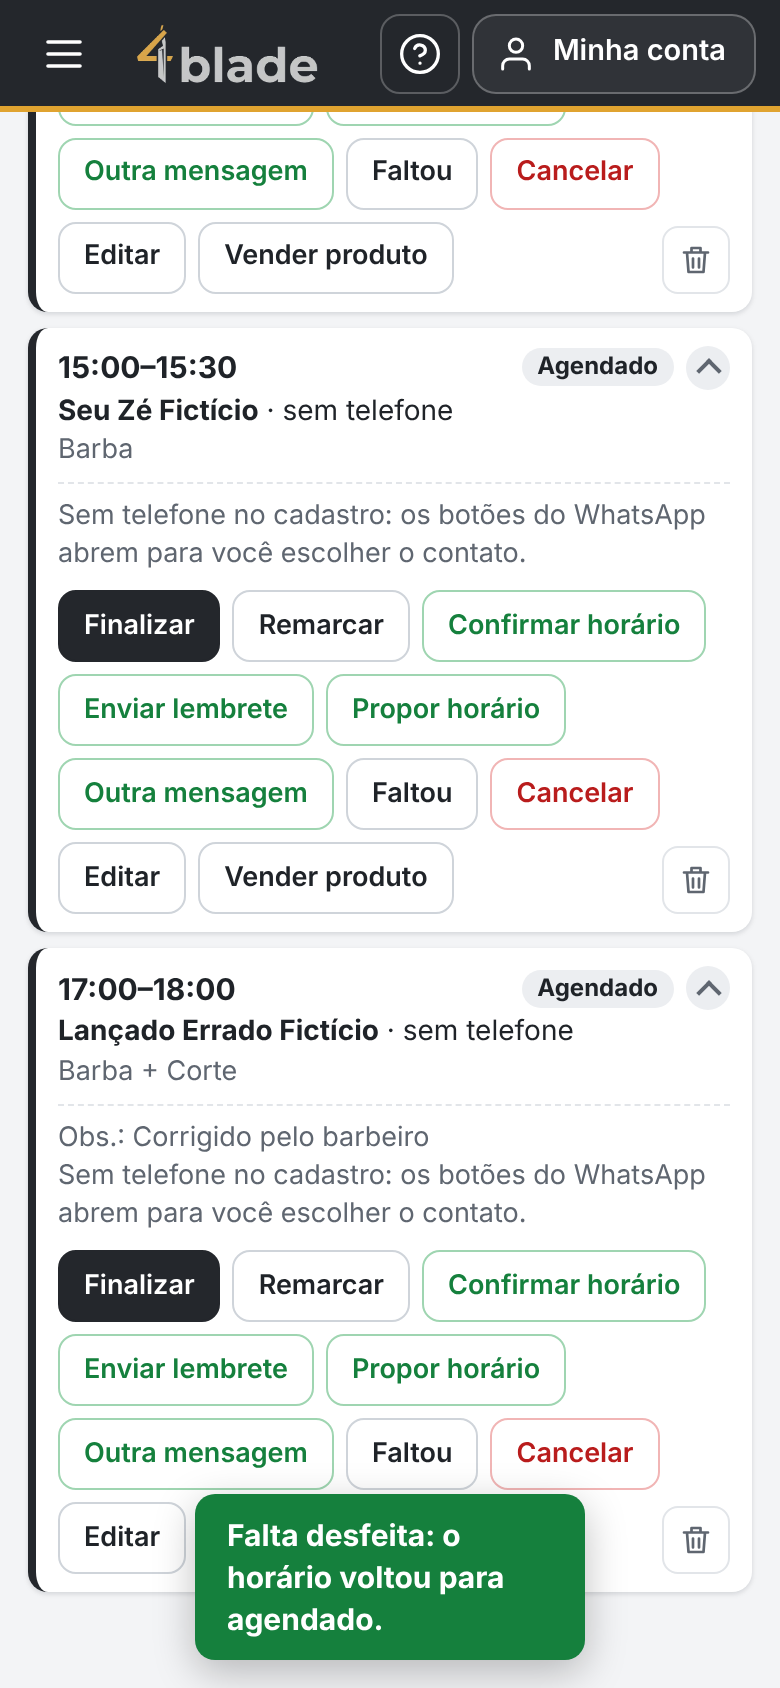 4blade
Minha conta
Outra mensagem Faltou Cancelar
Editar Vender produto
15:00–15:30 Agendado
Seu Zé Fictício · sem telefone
Barba
Sem telefone no cadastro: os botões do WhatsApp
abrem para você escolher o contato.
Finalizar Remarcar Confirmar horário
Enviar lembrete Propor horário
Outra mensagem Faltou Cancelar
Editar Vender produto
17:00–18:00 Agendado
Lançado Errado Fictício · sem telefone
Barba + Corte
Obs.: Corrigido pelo barbeiro
Sem telefone no cadastro: os botões do WhatsApp
abrem para você escolher o contato.
Finalizar Remarcar Confirmar horário
Enviar lembrete Propor horário
Outra mensagem Faltou Cancelar
Editar
Falta desfeita: o
horário voltou para
agendado.